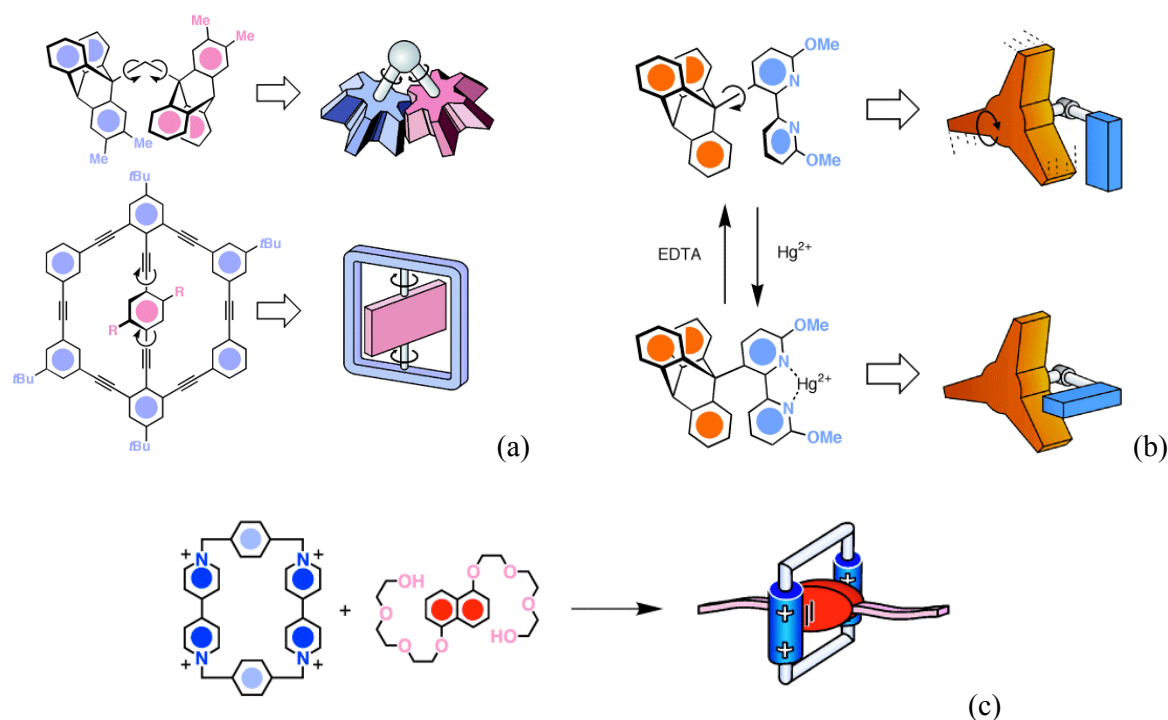 Me
Me
Me
Me
tBu
tBu
R
R
tBu
tBu
(a)
OMe
N
N
OMe
EDTA
Hg2+
OMe
N
Hg2+
N
OMe
(b)
+ N N +
+ N N +
+
OH
O
O
O
O
O
O
HO
O
+ +
+ +
(c)